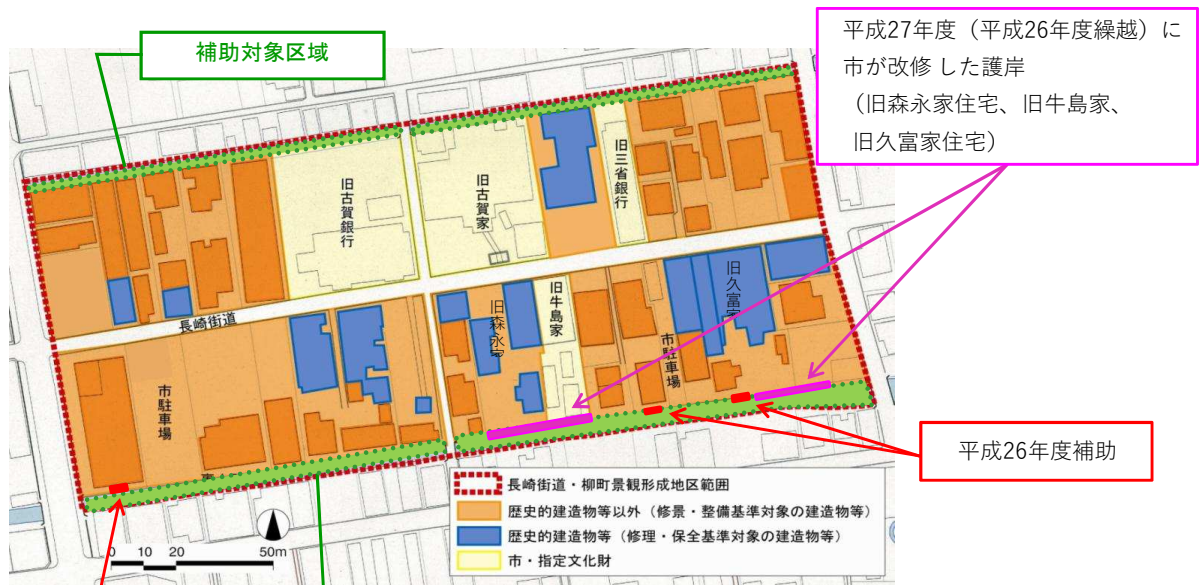 補助対象区域
平成27年度（平成26年度繰越）に
市が改修した護岸
（旧森永家住宅、旧牛島家、
旧久富家住宅）
旧古賀銀行
旧古賀家
旧三省銀行
長崎街道
旧森永家
旧牛島家
旧久富家
市駐車場
市駐車場
平成26年度補助
長崎街道・柳町景観形成地区範囲
歴史的建造物等以外（修景・整備基準対象の建造物等）
歴史的建造物等（修理・保全基準対象の建造物等）
市・指定文化財
0 10 20 50m